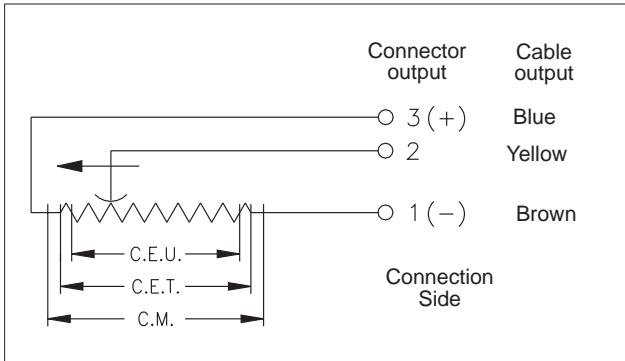 Connector output
Cable output
3 (+) Blue
2 Yellow
1 (−) Brown
C.E.U.
C.E.T.
C.M.
Connection Side